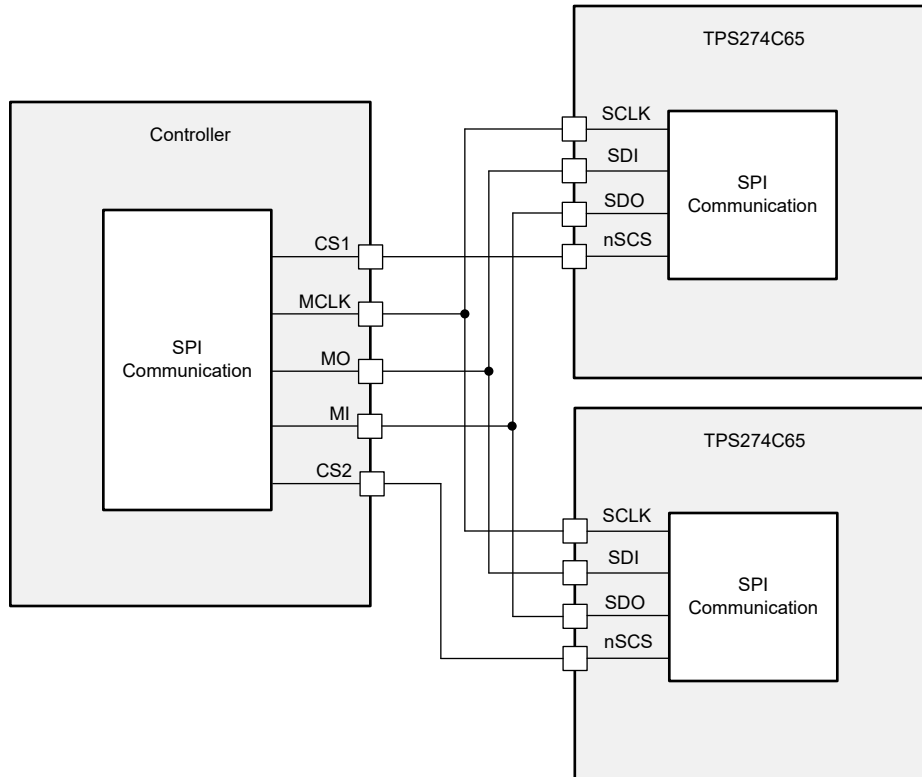 TPS274C65
SCLK
SDI
SDO
nSCS
SPI
Communication
Controller
CS1
MCLK
MO
MI
CS2
SPI
Communication
TPS274C65
SCLK
SDI
SDO
nSCS
SPI
Communication